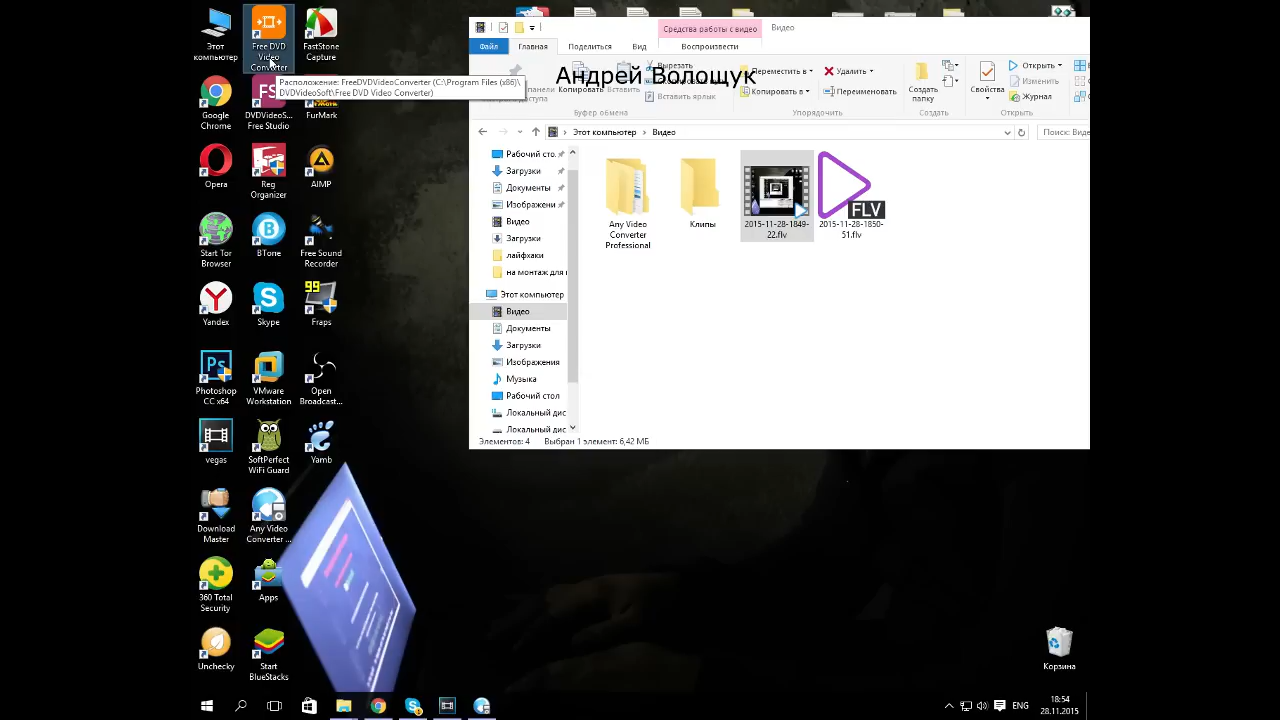 Этот компьютер
Free DVD Video Converter
FastStone Capture
Расположение: FreeDVDVideoConverter (C:\Program Files (x86)\
DVDVideoSoft\Free DVD Video Converter)
Google Chrome
DVDVideoS... Free Studio
FurMark
Opera
Reg Organizer
AIMP
Start Tor Browser
BTone
Free Sound Recorder
Yandex
Skype
Fraps
Photoshop CC x64
VMware Workstation
Open Broadcast...
vegas
SoftPerfect WiFi Guard
Yamb
Download Master
Any Video Converter ...
360 Total Security
Apps
Unchecky
Start BlueStacks
Средства работы с видео
Видео
Файл
Главная
Поделиться
Вид
Воспроизвести
Андрей Волощук
Копировать
Вставить
Вырезать
Вставить ярлык
Буфер обмена
Переместить в
Копировать в
Удалить
Переименовать
Упорядочить
Создать папку
Создать
Свойства
Открыть
Изменить
Журнал
Открыть
Этот компьютер
Видео
Поиск: Виде
Рабочий сто.
Загрузки
Документы
Изображени
Видео
Загрузки
лайфхаки
на монтаж для
Этот компьютер
Видео
Документы
Загрузки
Изображения
Музыка
Рабочий стол
Локальный дис
Локальный дис
Any Video Converter Professional
Клипы
2015-11-28-1849-22.flv
FLV
2015-11-28-1850-51.flv
Элементов: 4
Выбран 1 элемент: 6,42 МБ
Корзина
ENG
18:54
28.11.2015